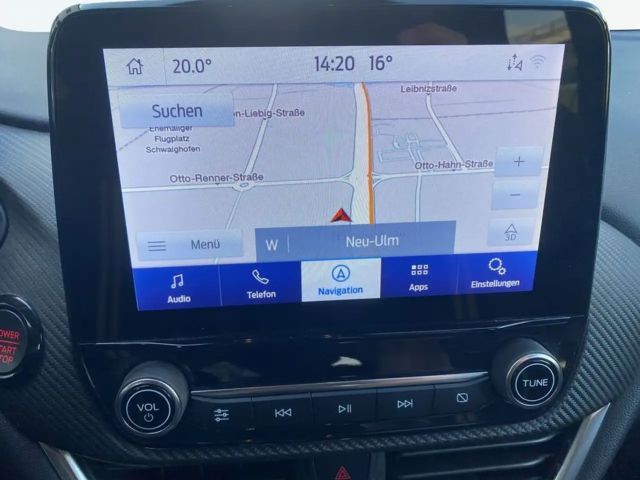 20.0° 14:20 16°
Leibnizstraße
Suchen
n-Liebig-Straße
Ehemaliger
Flugplatz
Schwaighofen
Otto-Hahn-Straße
Otto-Renner-Straße
+
−
3D
Menü
W Neu-Ulm
Audio Telefon Navigation Apps Einstellungen
POWER
START
STOP
VOL
TUNE